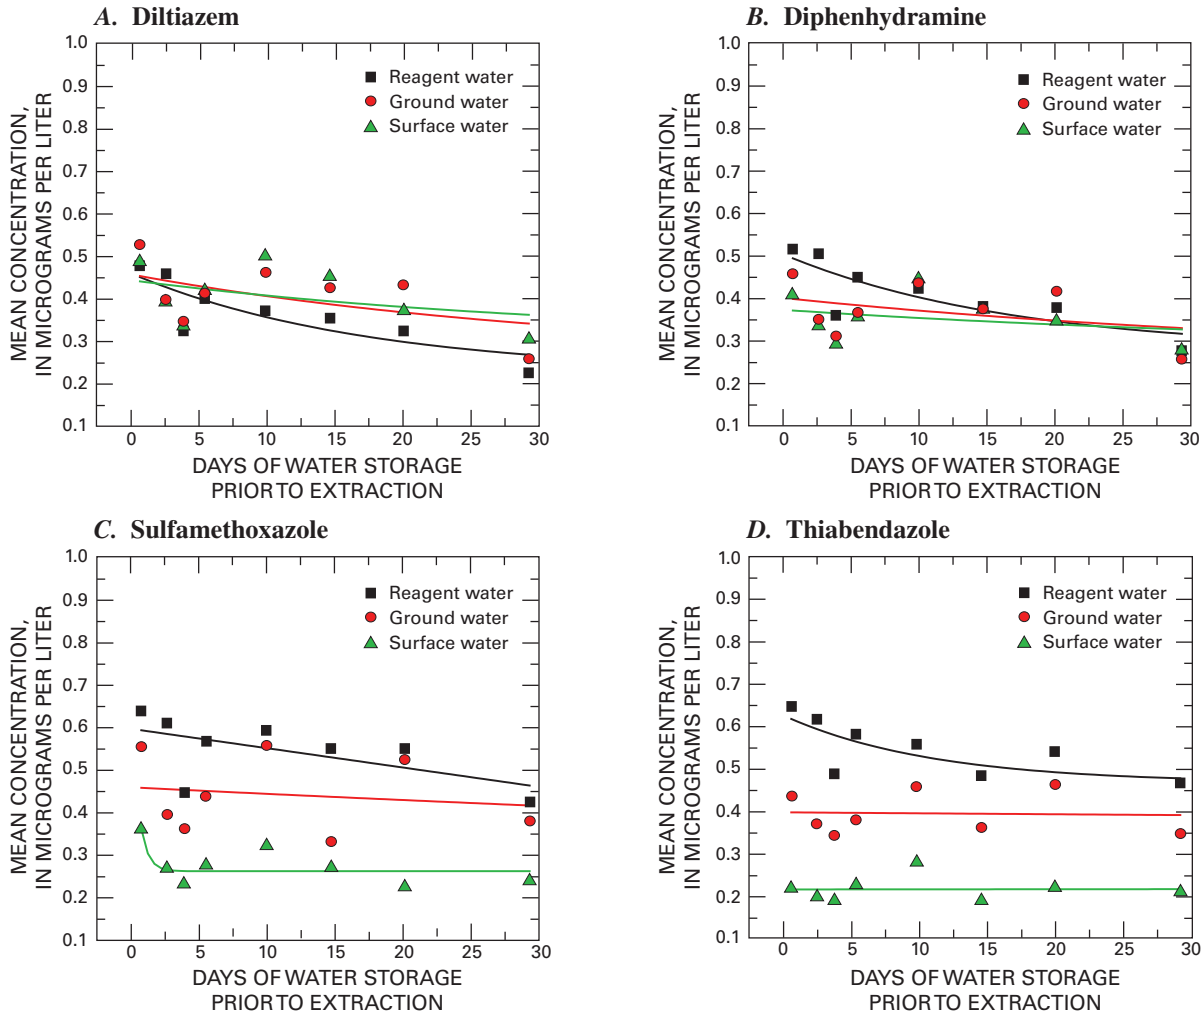 A. Diltiazem
1.0
0.9
0.8
0.7
0.6
0.5
0.4
0.3
0.2
0.1
MEAN CONCENTRATION,
IN MICROGRAMS PER LITER
Reagent water
Ground water
Surface water
0 5 10 15 20 25 30
DAYS OF WATER STORAGE
PRIOR TO EXTRACTION
B. Diphenhydramine
1.0
0.9
0.8
0.7
0.6
0.5
0.4
0.3
0.2
0.1
MEAN CONCENTRATION,
IN MICROGRAMS PER LITER
Reagent water
Ground water
Surface water
0 5 10 15 20 25 30
DAYS OF WATER STORAGE
PRIOR TO EXTRACTION
C. Sulfamethoxazole
1.0
0.9
0.8
0.7
0.6
0.5
0.4
0.3
0.2
0.1
MEAN CONCENTRATION,
IN MICROGRAMS PER LITER
Reagent water
Ground water
Surface water
0 5 10 15 20 25 30
DAYS OF WATER STORAGE
PRIOR TO EXTRACTION
D. Thiabendazole
1.0
0.9
0.8
0.7
0.6
0.5
0.4
0.3
0.2
0.1
MEAN CONCENTRATION,
IN MICROGRAMS PER LITER
Reagent water
Ground water
Surface water
0 5 10 15 20 25 30
DAYS OF WATER STORAGE
PRIOR TO EXTRACTION